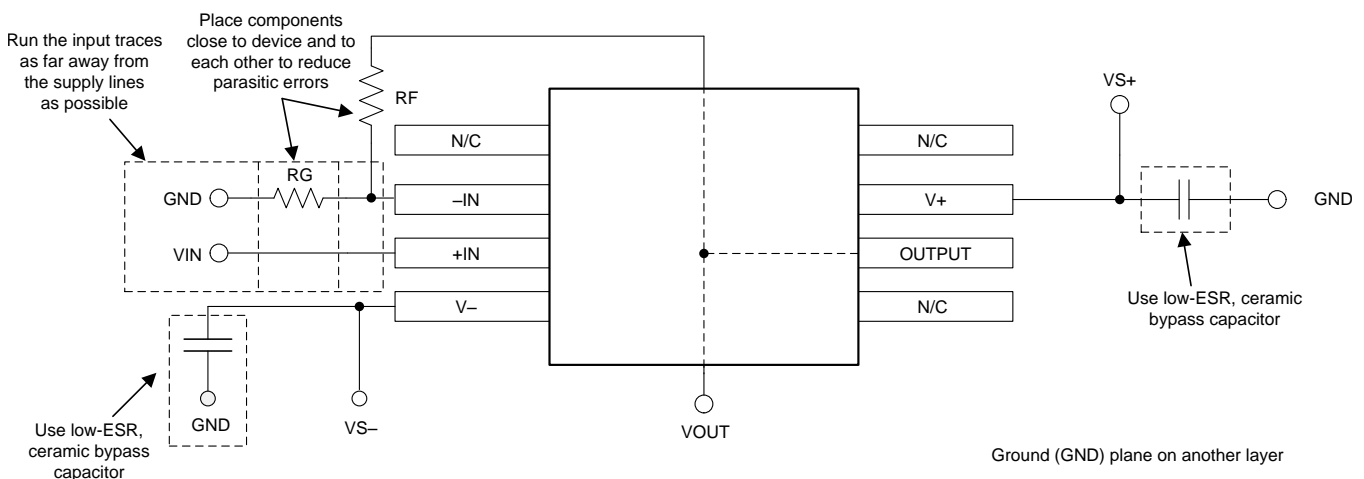 Run the input traces
as far away from
the supply lines
as possible
Place components
close to device and to
each other to reduce
parasitic errors
RF
VS+
N/C
N/C
RG
GND
–IN
V+
GND
VIN
+IN
OUTPUT
V–
N/C
Use low-ESR, ceramic
bypass capacitor
GND
VS–
VOUT
Use low-ESR,
ceramic bypass
capacitor
Ground (GND) plane on another layer